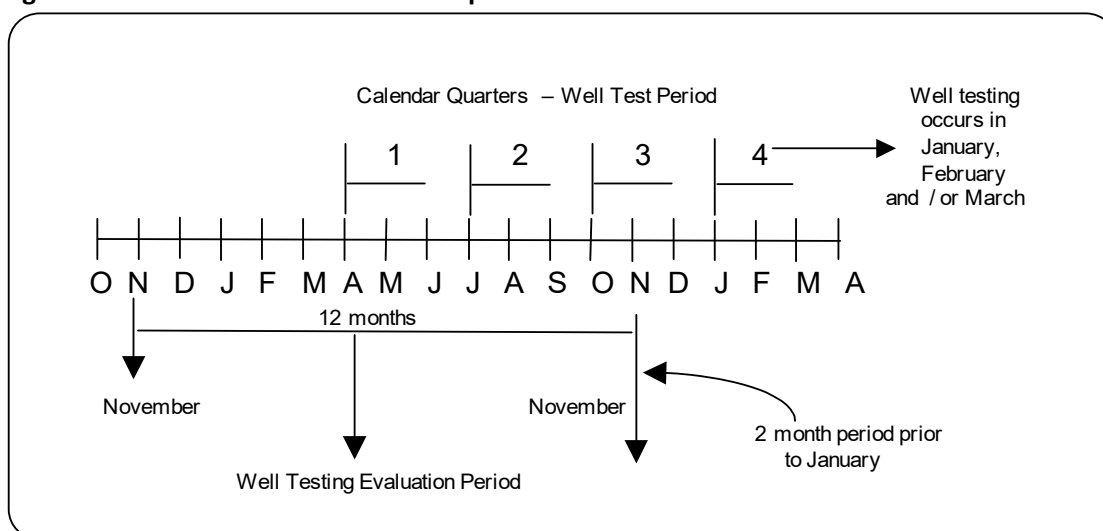 Calendar Quarters – Well Test Period
Well testing
occurs in
January,
February
and / or March
1 2 3 4
O N D J F M A M J J A S O N D J F M A
12 months
November
November
2 month period prior
to January
Well Testing Evaluation Period